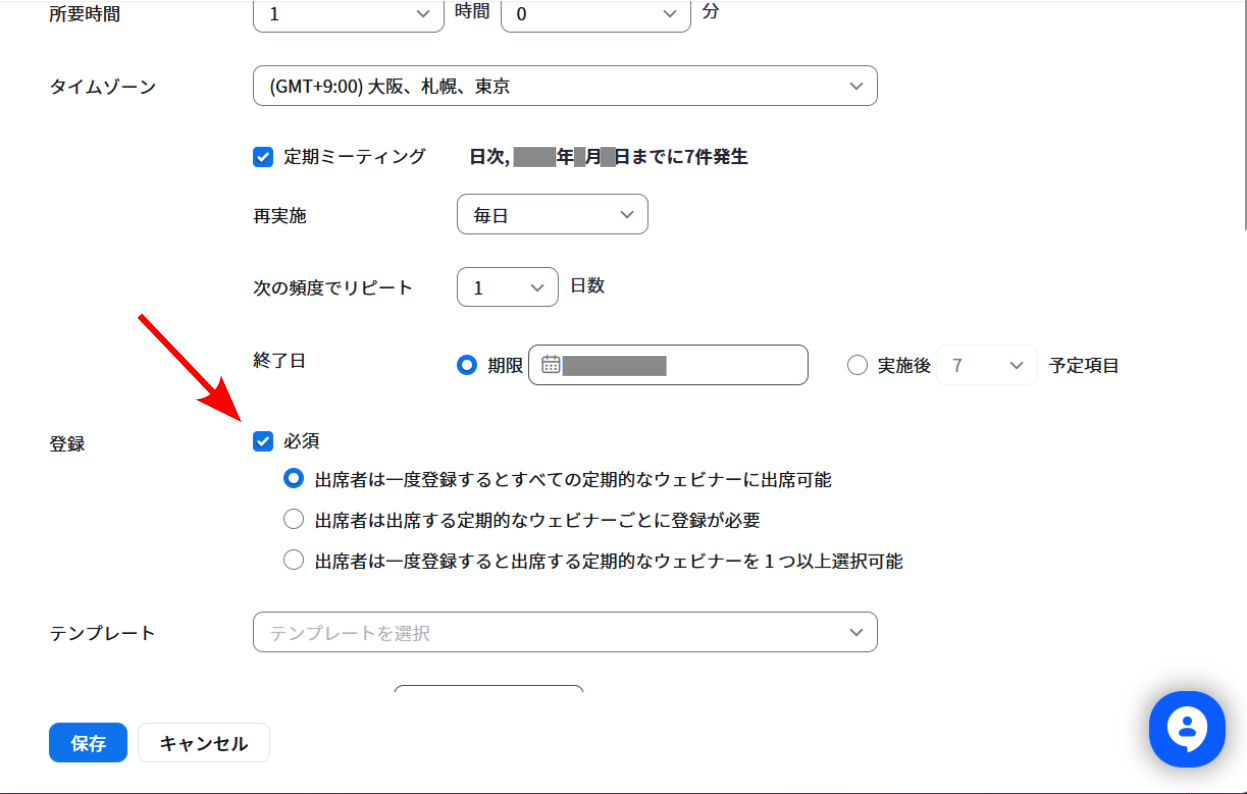 所要時間 1 時間 0 分
タイムゾーン (GMT+9:00) 大阪、札幌、東京
定期ミーティング 日次, 年 月 日までに7件発生
再実施 毎日
次の頻度でリピート 1 日数
終了日 期限 実施後 7 予定項目
登録 必須
出席者は一度登録するとすべての定期的なウェビナーに出席可能
出席者は出席する定期的なウェビナーごとに登録が必要
出席者は一度登録すると出席する定期的なウェビナーを1つ以上選択可能
テンプレート テンプレートを選択
保存 キャンセル